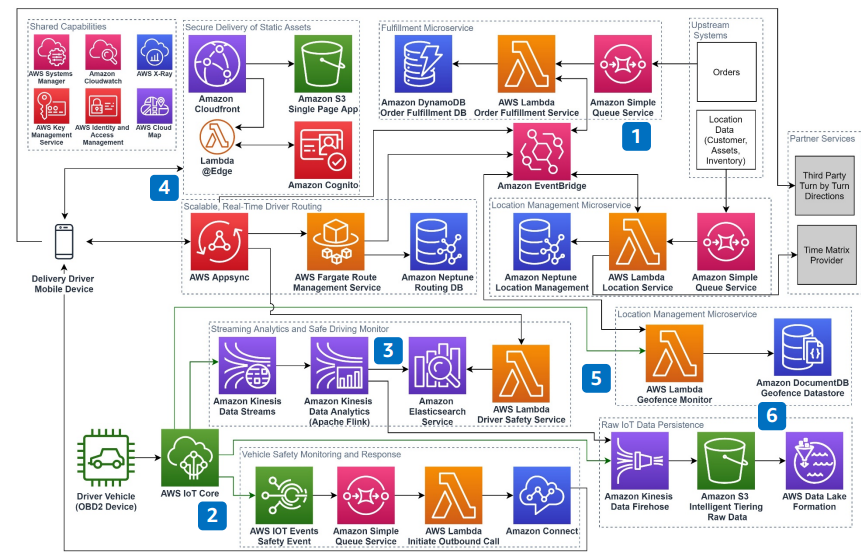 Shared Capabilities
AWS Systems
Manager
Amazon
Cloudwatch
AWS X-Ray
AWS Key
Management
Service
AWS Identity and
Access
Management
AWS Cloud
Map
Secure Delivery of Static Assets
Amazon
Cloudfront
Amazon S3
Single Page App
Lambda
@Edge
Amazon Cognito
Fulfillment Microservice
Amazon DynamoDB
Order Fulfillment DB
AWS Lambda
Order Fulfillment Service
Amazon Simple
Queue Service
1
Upstream
Systems
Orders
Location
Data
(Customer,
Assets,
Inventory)
Partner Services
Third Party
Turn by Turn
Directions
Time Matrix
Provider
Amazon EventBridge
4
Delivery Driver
Mobile Device
Scalable, Real-Time Driver Routing
AWS Appsync
AWS Fargate Route
Management Service
Amazon Neptune
Routing DB
Location Management Microservice
Amazon Neptune
Location Management
AWS Lambda
Location Service
Amazon Simple
Queue Service
Streaming Analytics and Safe Driving Monitor
3
Amazon Kinesis
Data Streams
Amazon Kinesis
Data Analytics
(Apache Flink)
Amazon
Elasticsearch
Service
AWS Lambda
Driver Safety Service
5
Location Management Microservice
AWS Lambda
Geofence Monitor
Amazon DocumentDB
Geofence Datastore
6
Raw IoT Data Persistence
Amazon Kinesis
Data Firehose
Amazon S3
Intelligent Tiering
Raw Data
AWS Data Lake
Formation
Driver Vehicle
(OBD2 Device)
AWS IoT Core
2
Vehicle Safety Monitoring and Response
AWS IOT Events
Safety Event
Amazon Simple
Queue Service
AWS Lambda
Initiate Outbound Call
Amazon Connect